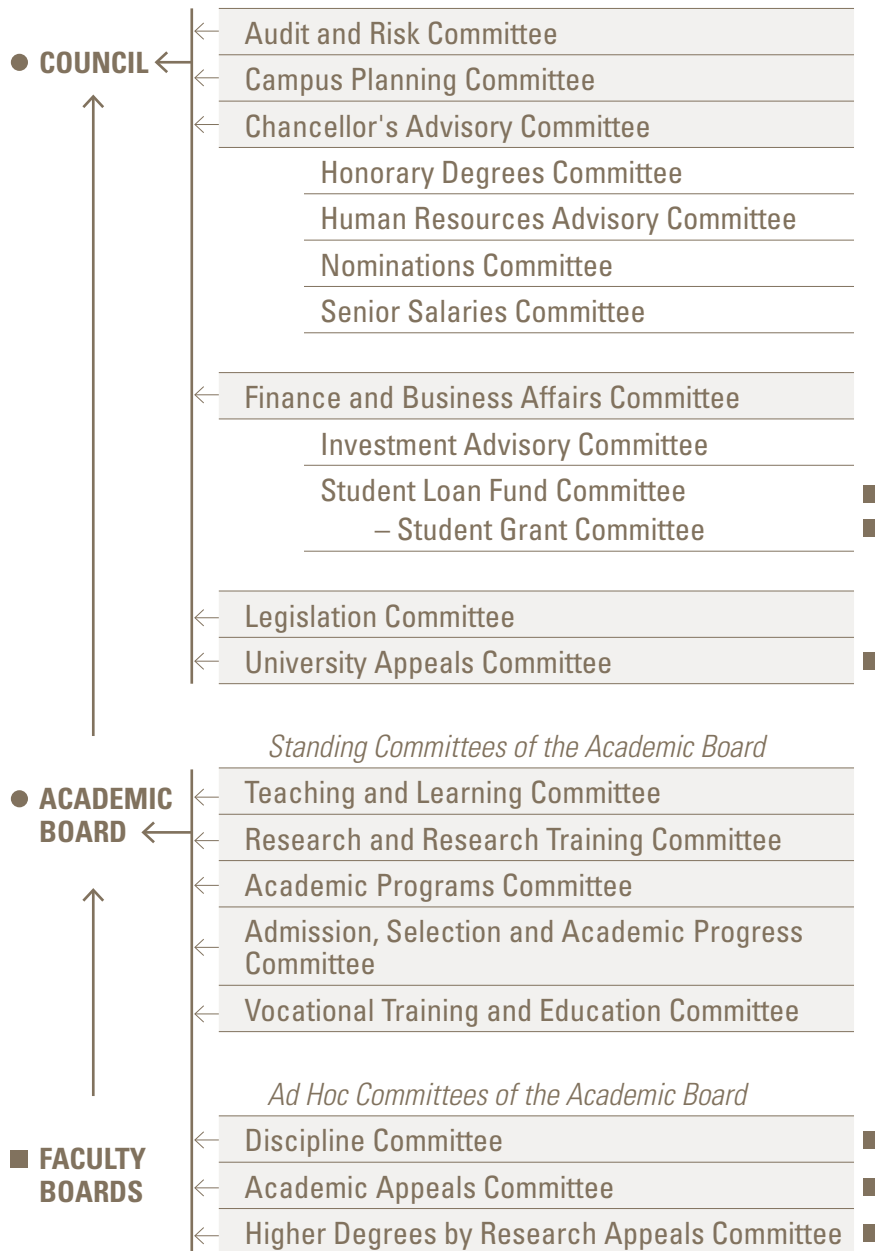 Audit and Risk Committee
COUNCIL
Campus Planning Committee
Chancellor's Advisory Committee
Honorary Degrees Committee
Human Resources Advisory Committee
Nominations Committee
Senior Salaries Committee
Finance and Business Affairs Committee
Investment Advisory Committee
Student Loan Fund Committee
– Student Grant Committee
Legislation Committee
University Appeals Committee
Standing Committees of the Academic Board
ACADEMIC
BOARD
Teaching and Learning Committee
Research and Research Training Committee
Academic Programs Committee
Admission, Selection and Academic Progress
Committee
Vocational Training and Education Committee
Ad Hoc Committees of the Academic Board
FACULTY
BOARDS
Discipline Committee
Academic Appeals Committee
Higher Degrees by Research Appeals Committee